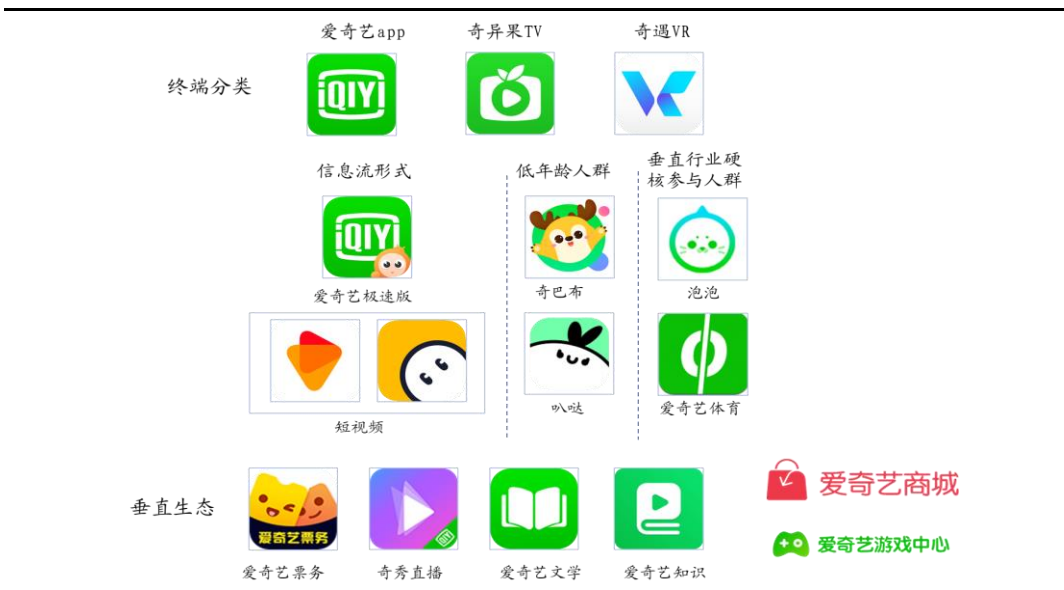 爱奇艺app
奇异果TV
奇遇VR
终端分类
iQIYI
信息流形式
低年龄人群
垂直行业硬
核参与人群
iQIYI
爱奇艺极速版
奇巴布
泡泡
短视频
叭哒
爱奇艺体育
垂直生态
爱奇艺票务
iQIYI
爱奇艺商城
爱奇艺游戏中心
爱奇艺票务
奇秀直播
爱奇艺文学
爱奇艺知识